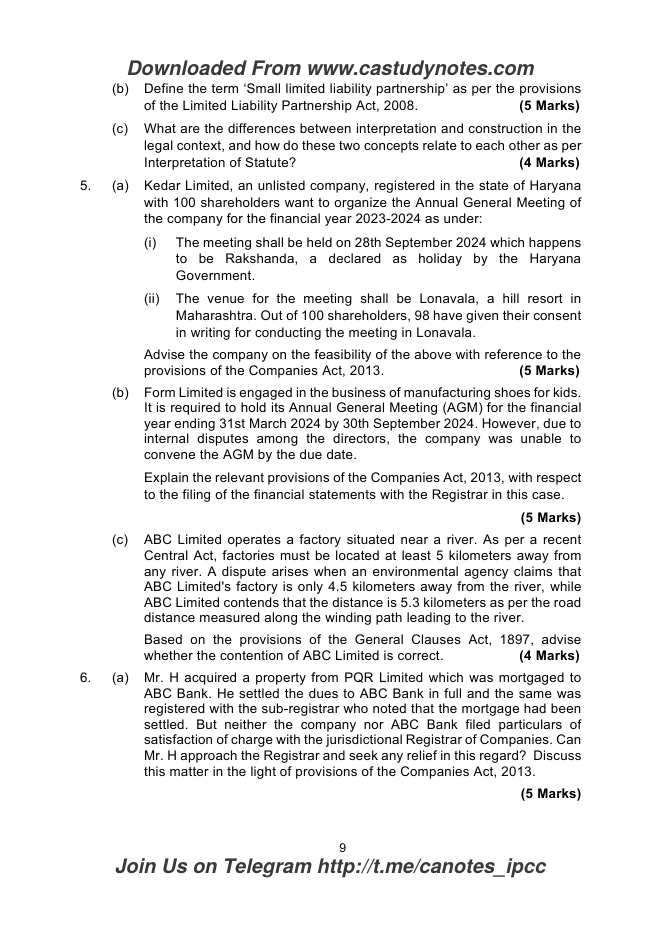 Downloaded From www.castudynotes.com
(b) Define the term ‘Small limited liability partnership’ as per the provisions
of the Limited Liability Partnership Act, 2008. (5 Marks)
(c) What are the differences between interpretation and construction in the
legal context, and how do these two concepts relate to each other as per
Interpretation of Statute? (4 Marks)
5. (a) Kedar Limited, an unlisted company, registered in the state of Haryana
with 100 shareholders want to organize the Annual General Meeting of
the company for the financial year 2023-2024 as under:
(i) The meeting shall be held on 28th September 2024 which happens
to be Rakshanda, a declared as holiday by the Haryana
Government.
(ii) The venue for the meeting shall be Lonavala, a hill resort in
Maharashtra. Out of 100 shareholders, 98 have given their consent
in writing for conducting the meeting in Lonavala.
Advise the company on the feasibility of the above with reference to the
provisions of the Companies Act, 2013. (5 Marks)
(b) Form Limited is engaged in the business of manufacturing shoes for kids.
It is required to hold its Annual General Meeting (AGM) for the financial
year ending 31st March 2024 by 30th September 2024. However, due to
internal disputes among the directors, the company was unable to
convene the AGM by the due date.
Explain the relevant provisions of the Companies Act, 2013, with respect
to the filing of the financial statements with the Registrar in this case.
(5 Marks)
(c) ABC Limited operates a factory situated near a river. As per a recent
Central Act, factories must be located at least 5 kilometers away from
any river. A dispute arises when an environmental agency claims that
ABC Limited's factory is only 4.5 kilometers away from the river, while
ABC Limited contends that the distance is 5.3 kilometers as per the road
distance measured along the winding path leading to the river.
Based on the provisions of the General Clauses Act, 1897, advise
whether the contention of ABC Limited is correct. (4 Marks)
6. (a) Mr. H acquired a property from PQR Limited which was mortgaged to
ABC Bank. He settled the dues to ABC Bank in full and the same was
registered with the sub-registrar who noted that the mortgage had been
settled. But neither the company nor ABC Bank filed particulars of
satisfaction of charge with the jurisdictional Registrar of Companies. Can
Mr. H approach the Registrar and seek any relief in this regard? Discuss
this matter in the light of provisions of the Companies Act, 2013.
(5 Marks)
9
Join Us on Telegram http://t.me/canotes_ipcc